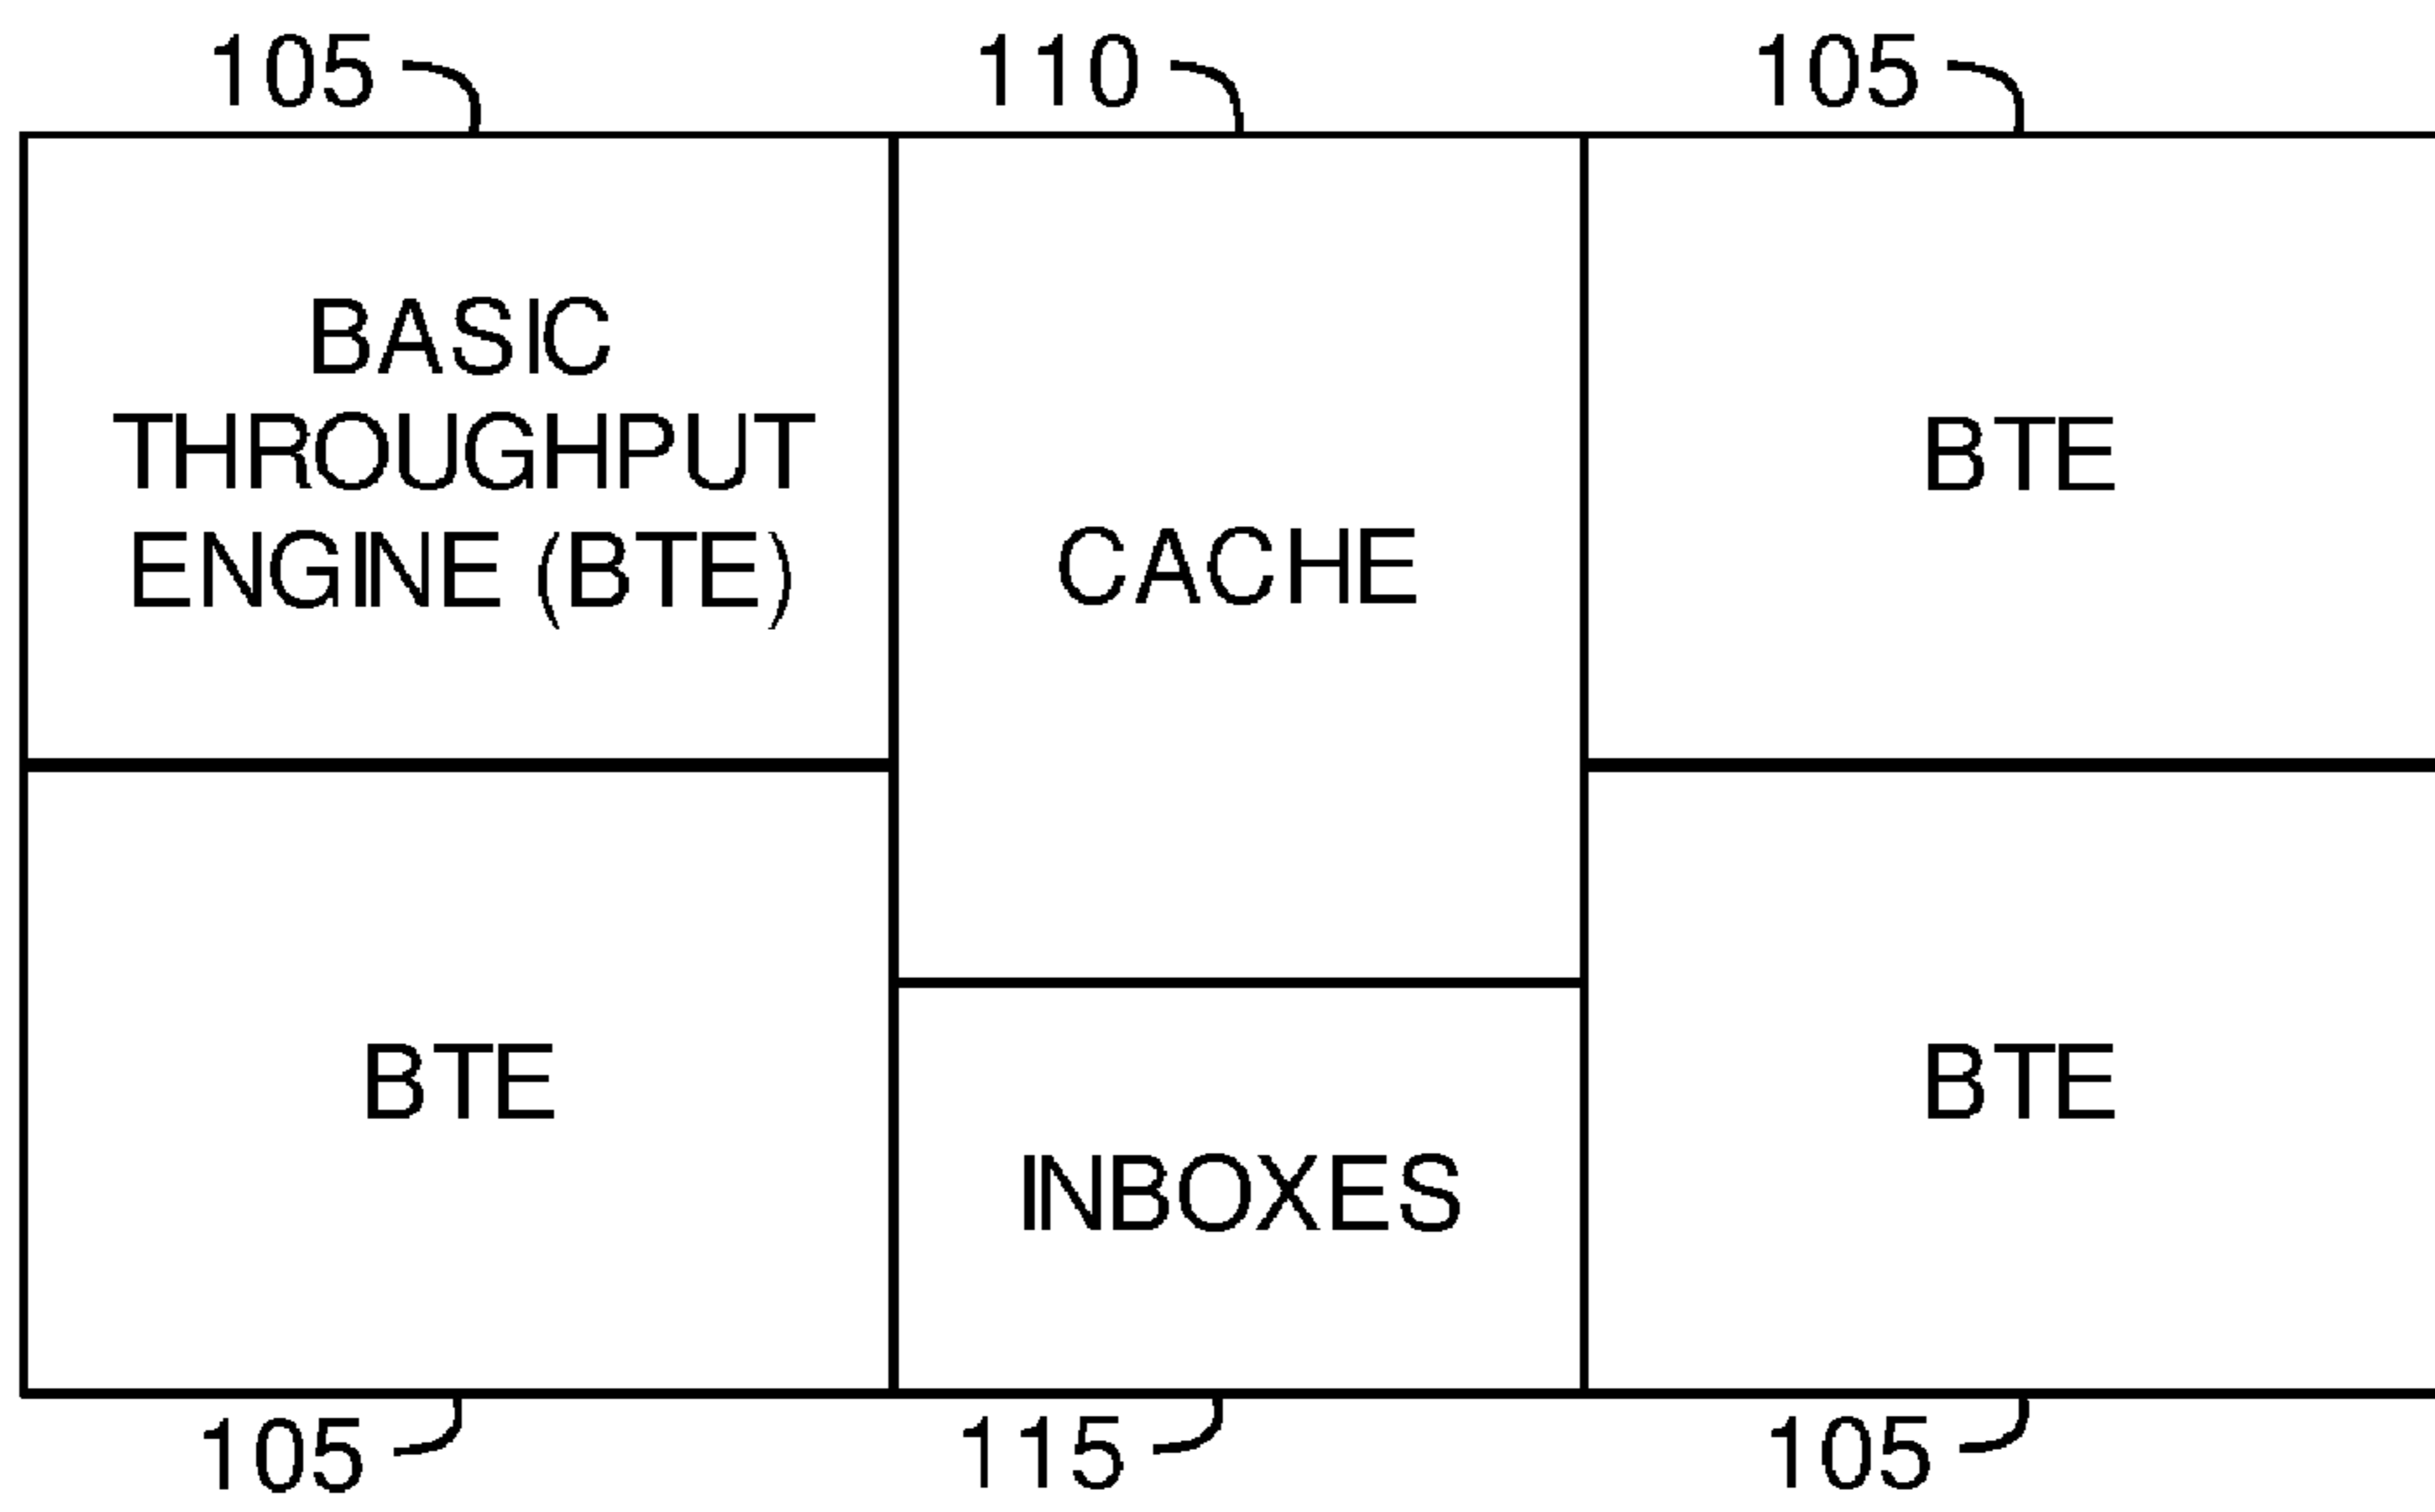 105
110
105
BASIC
THROUGHPUT
ENGINE (BTE)
CACHE
BTE
BTE
INBOXES
BTE
105
115
105